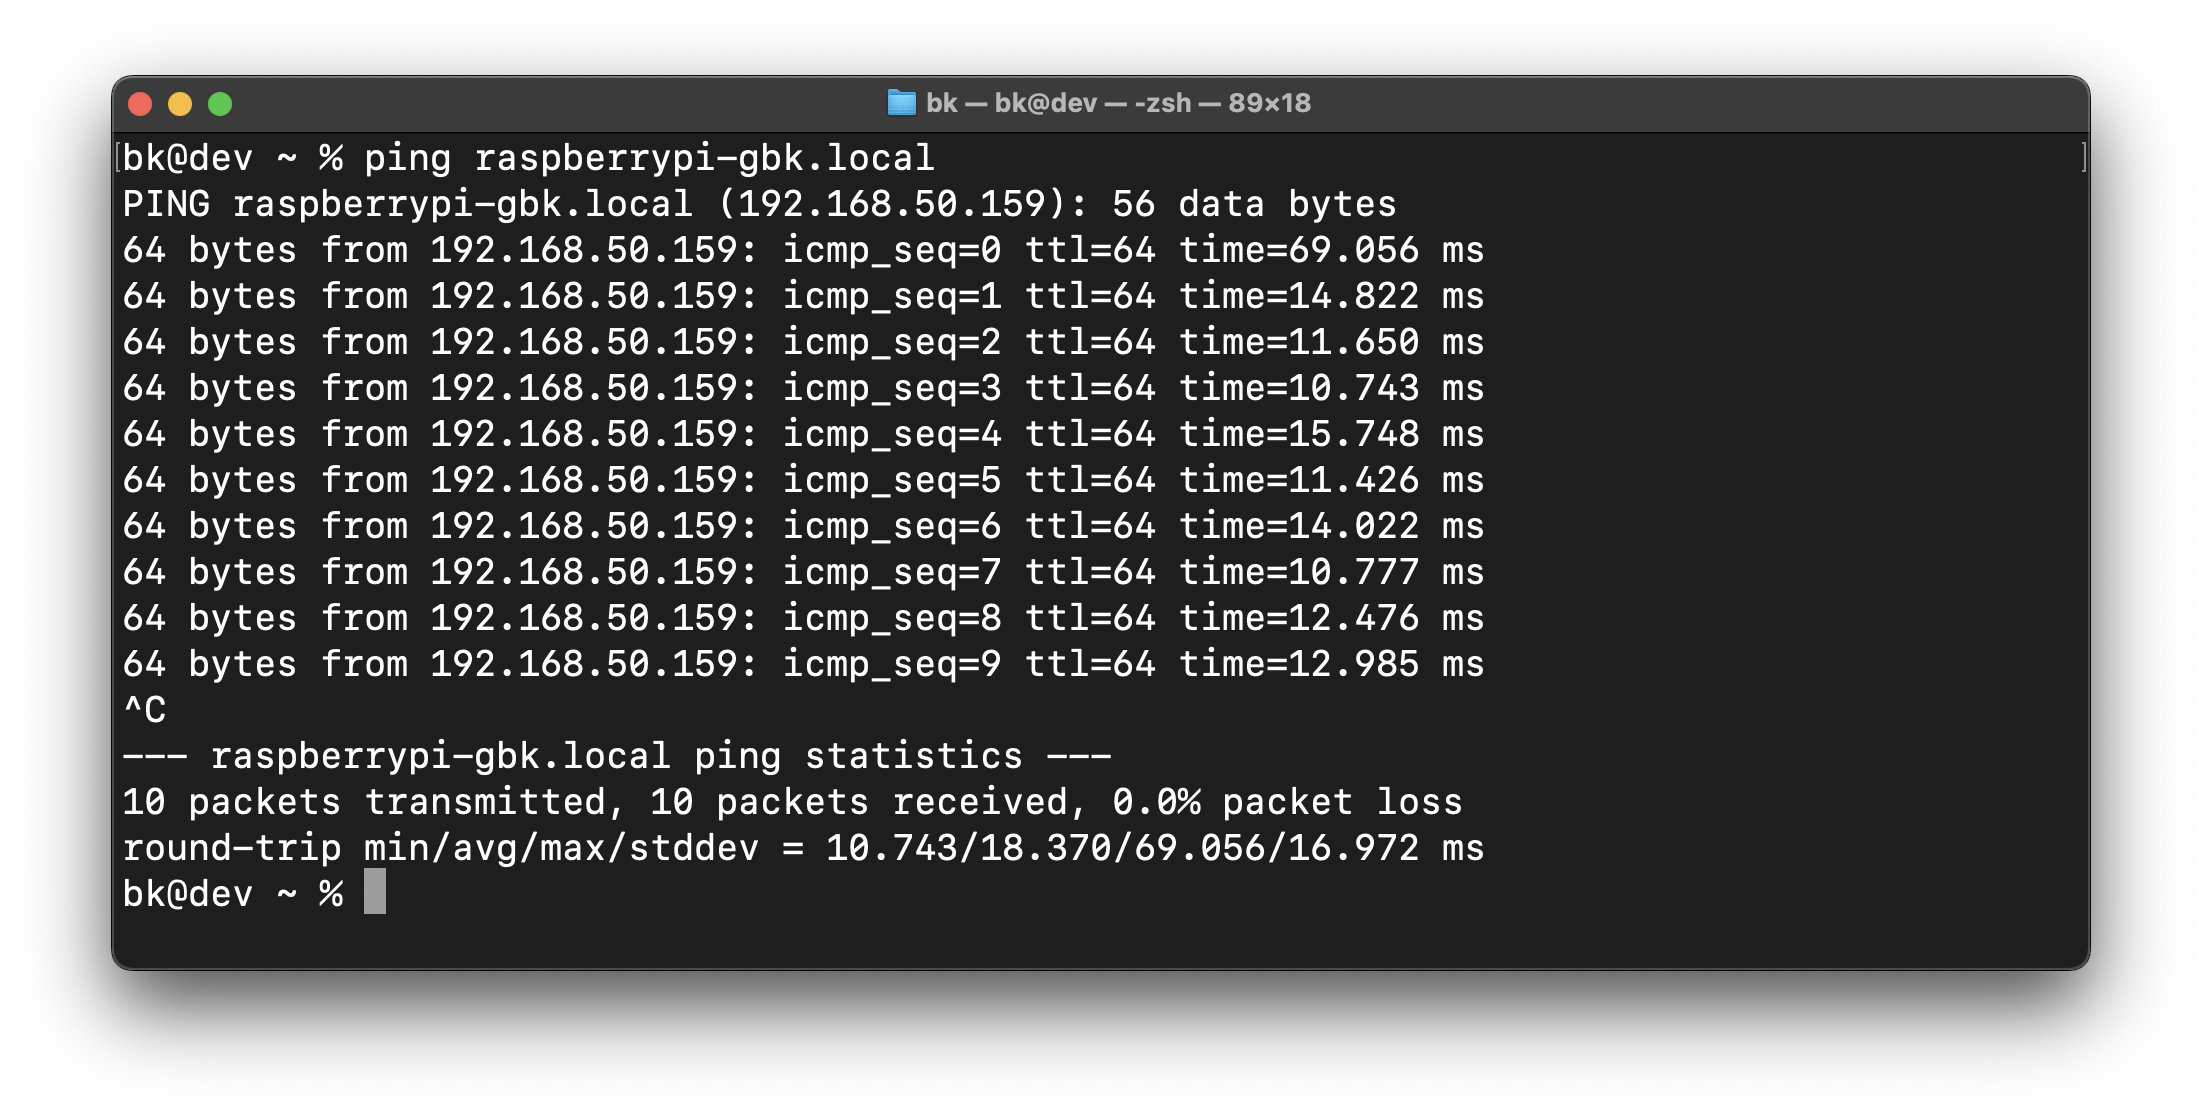 bk — bk@dev — -zsh — 89×18
bk@dev ~ % ping raspberrypi-gbk.local
PING raspberrypi-gbk.local (192.168.50.159): 56 data bytes
64 bytes from 192.168.50.159: icmp_seq=0 ttl=64 time=69.056 ms
64 bytes from 192.168.50.159: icmp_seq=1 ttl=64 time=14.822 ms
64 bytes from 192.168.50.159: icmp_seq=2 ttl=64 time=11.650 ms
64 bytes from 192.168.50.159: icmp_seq=3 ttl=64 time=10.743 ms
64 bytes from 192.168.50.159: icmp_seq=4 ttl=64 time=15.748 ms
64 bytes from 192.168.50.159: icmp_seq=5 ttl=64 time=11.426 ms
64 bytes from 192.168.50.159: icmp_seq=6 ttl=64 time=14.022 ms
64 bytes from 192.168.50.159: icmp_seq=7 ttl=64 time=10.777 ms
64 bytes from 192.168.50.159: icmp_seq=8 ttl=64 time=12.476 ms
64 bytes from 192.168.50.159: icmp_seq=9 ttl=64 time=12.985 ms
^C
--- raspberrypi-gbk.local ping statistics ---
10 packets transmitted, 10 packets received, 0.0% packet loss
round-trip min/avg/max/stddev = 10.743/18.370/69.056/16.972 ms
bk@dev ~ %